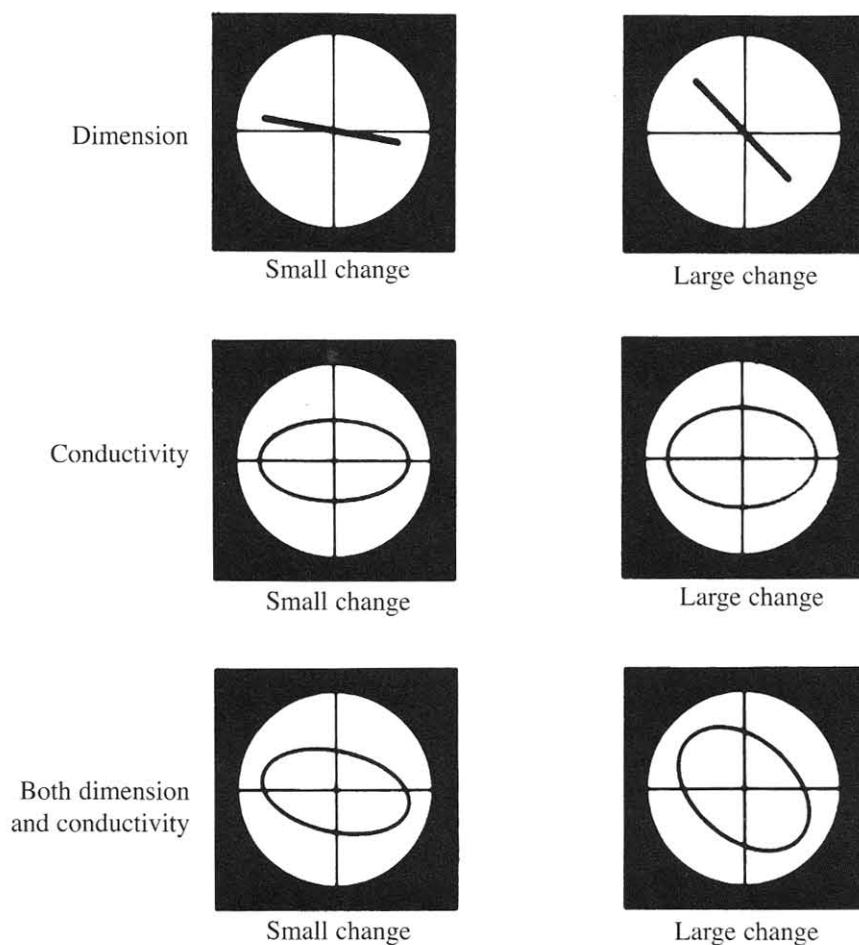 Dimension
Small change
Large change
Conductivity
Small change
Large change
Both dimension
and conductivity
Small change
Large change